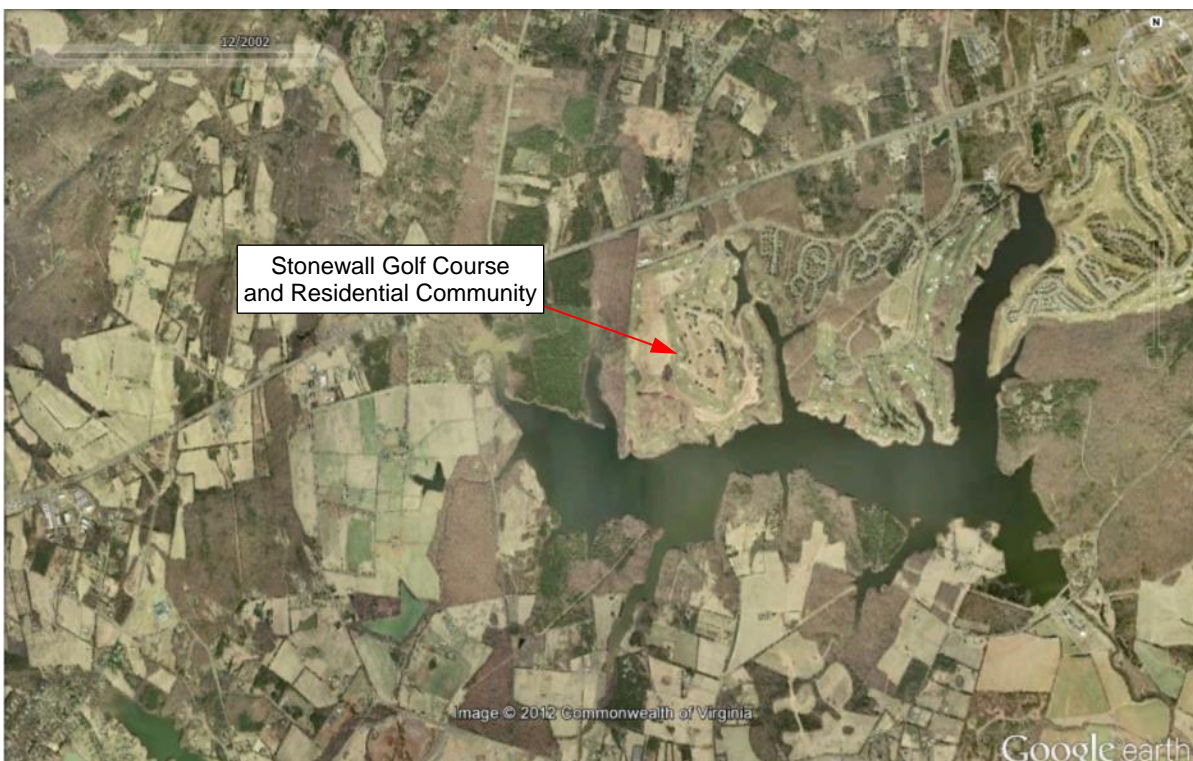 12/2002
N
Stonewall Golf Course
and Residential Community
Image © 2012 Commonwealth of Virginia
Google earth